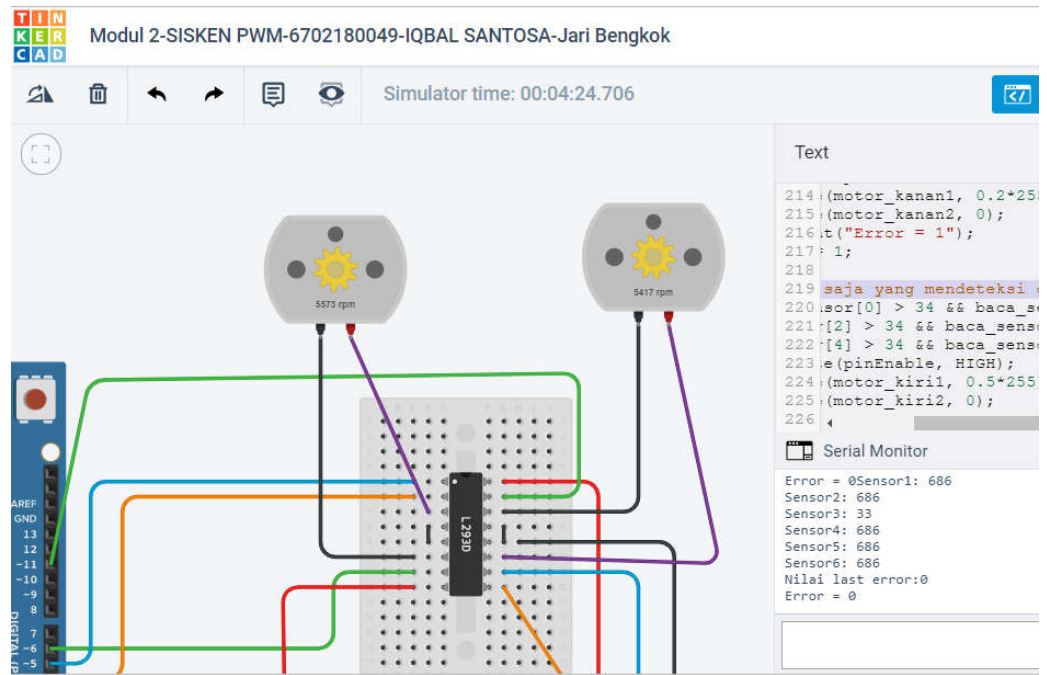 TIN
KER
CAD
Modul 2-SISKEN PWM-6702180049-IQBAL SANTOSA-Jari Bengkok
Simulator time: 00:04:24.706
Text
214 (motor_kanan1, 0.2*255
215 (motor_kanan2, 0);
216 t("Error = 1");
217 = 1;
218
219 saja yang mendeteksi
220 sor[0] > 34 && baca_se
221 [2] > 34 && baca_sens
222 [4] > 34 && baca_sens
223 e(pinEnable, HIGH);
224 (motor_kiri1, 0.5*255
225 (motor_kiri2, 0);
226
Serial Monitor
Error = 0Sensor1: 686
Sensor2: 686
Sensor3: 33
Sensor4: 686
Sensor5: 686
Sensor6: 686
Nilai last error:0
Error = 0
5573 rpm
5417 rpm
L293D
AREF
GND
13
12
~11
~10
~9
8
7
~6
~5
DIGITAL (P